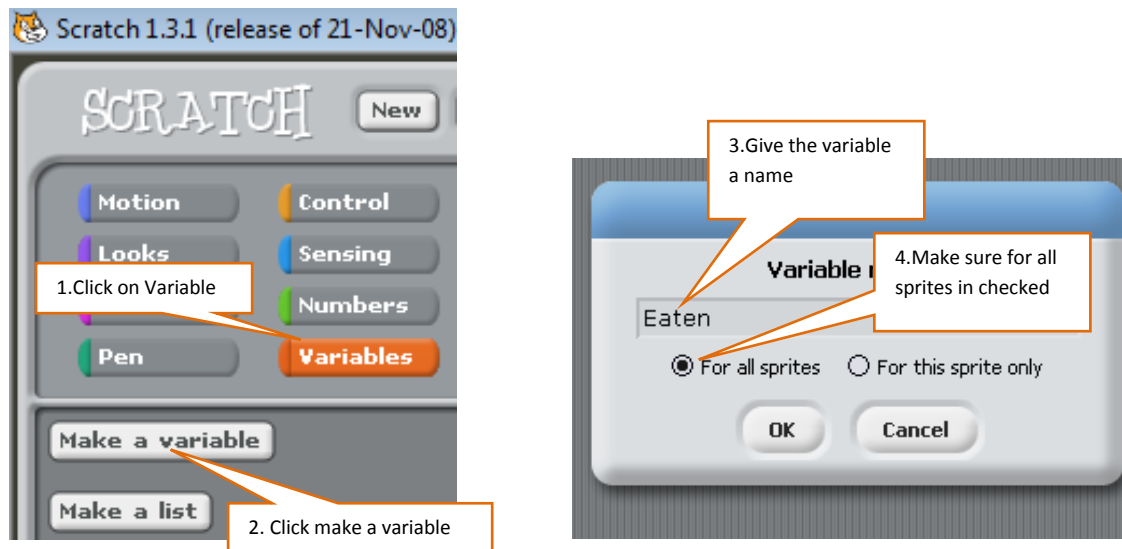 Scratch 1.3.1 (release of 21-Nov-08)
SCRATCH
New
Motion
Control
Looks
Sensing
1.Click on Variable
Numbers
Pen
Variables
Make a variable
Make a list
2. Click make a variable
3.Give the variable
a name
Variable
4.Make sure for all
sprites in checked
Eaten
For all sprites
For this sprite only
OK
Cancel